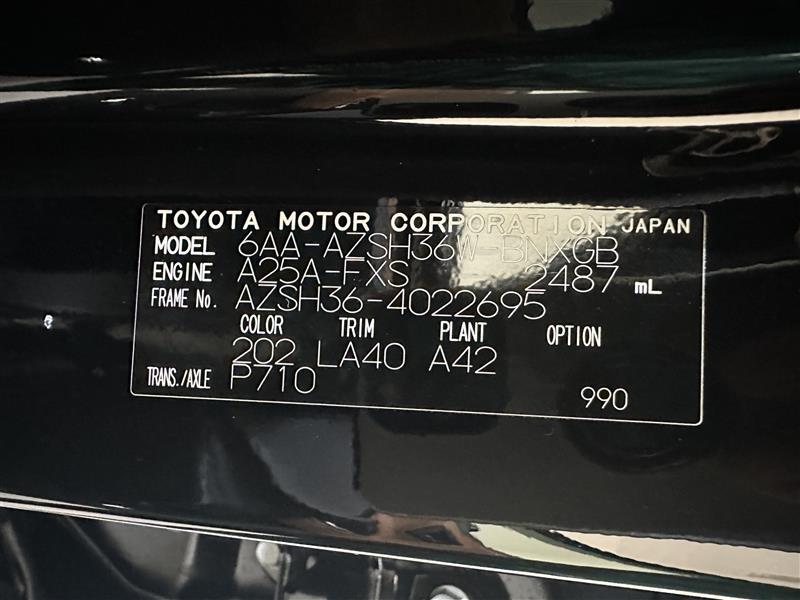 TOYOTA MOTOR CORPORATION JAPAN
MODEL 6AA-AZSH36W-BNXGB
ENGINE A25A-FXS 2487 mL
FRAME No. AZSH36-4022695
COLOR TRIM PLANT OPTION
202 LA40 A42
TRANS./AXLE P710
990